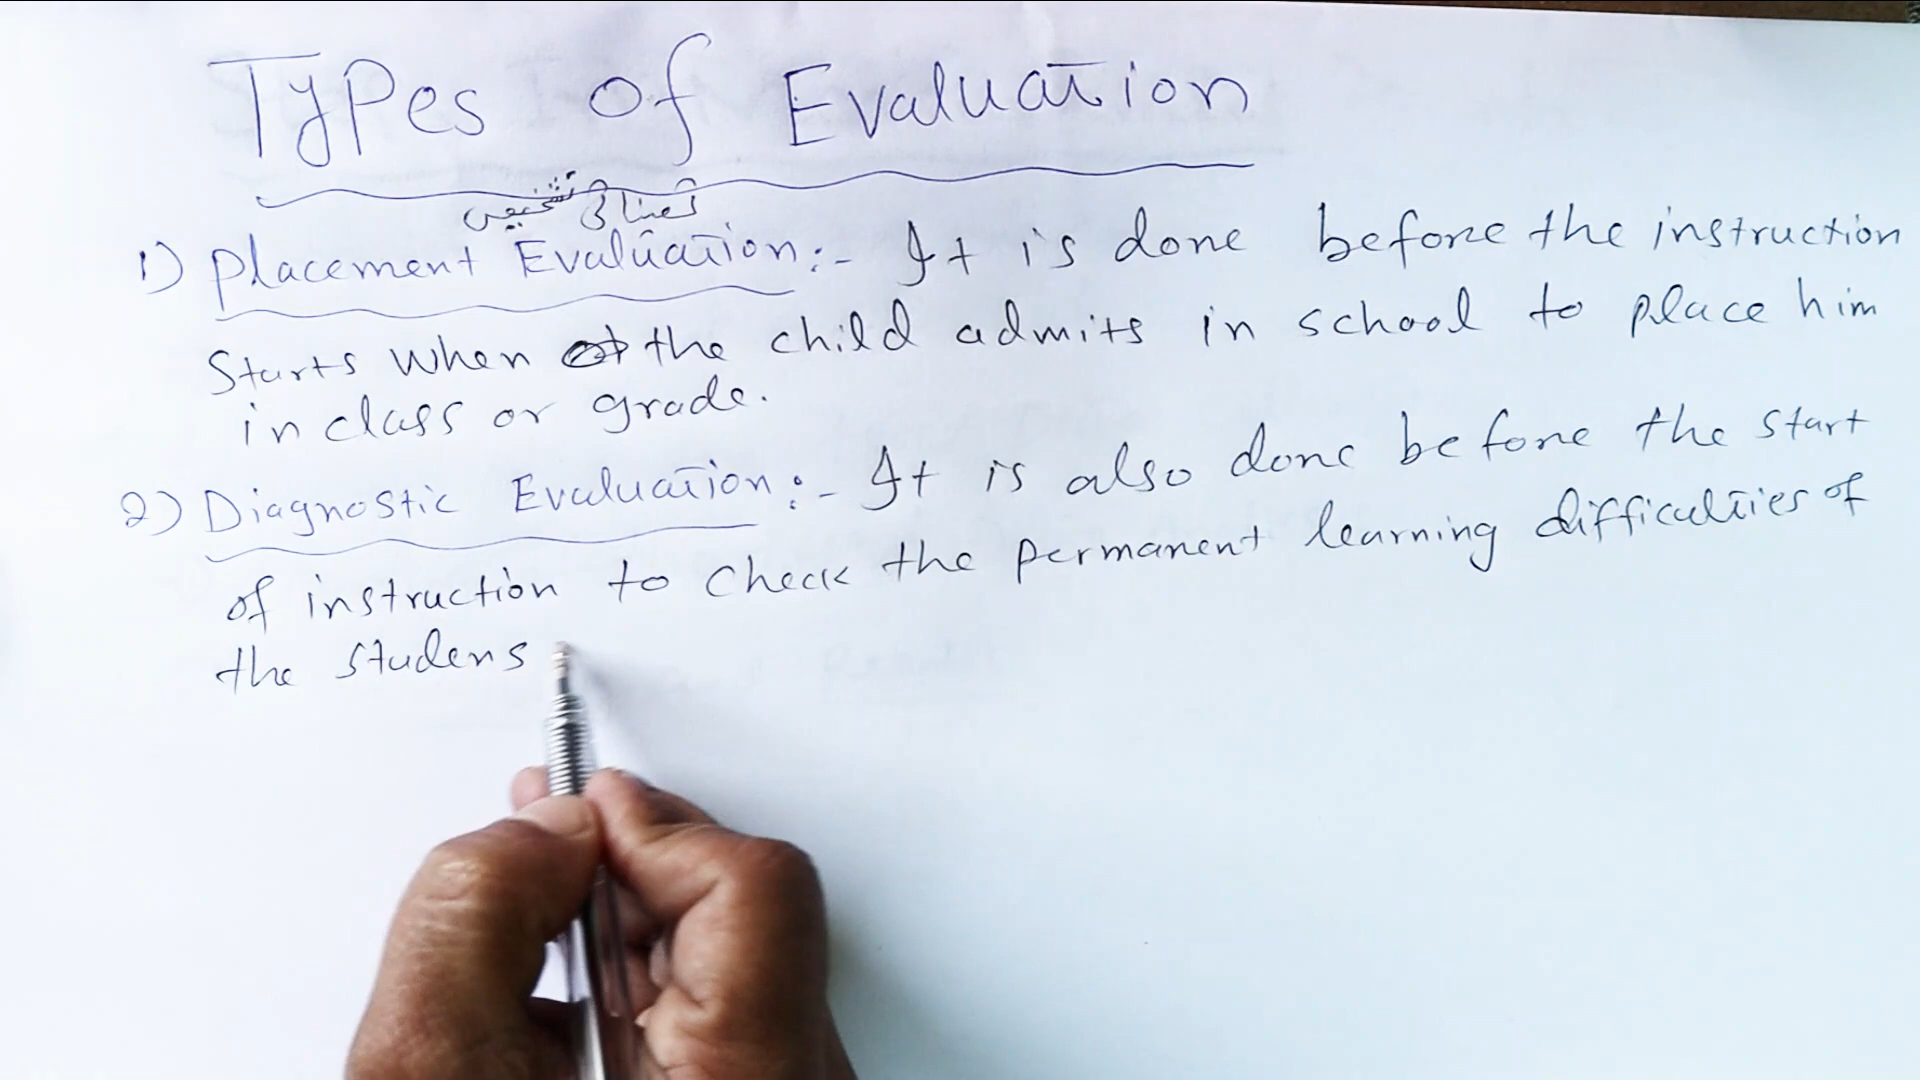 Types of Evaluation
1) Placement Evaluation:- It is done before the instruction
Starts when the child admits in school to place him
in class or grade.
2) Diagnostic Evaluation:- It is also done before the start
of instruction to check the permanent learning difficulties of
the studens